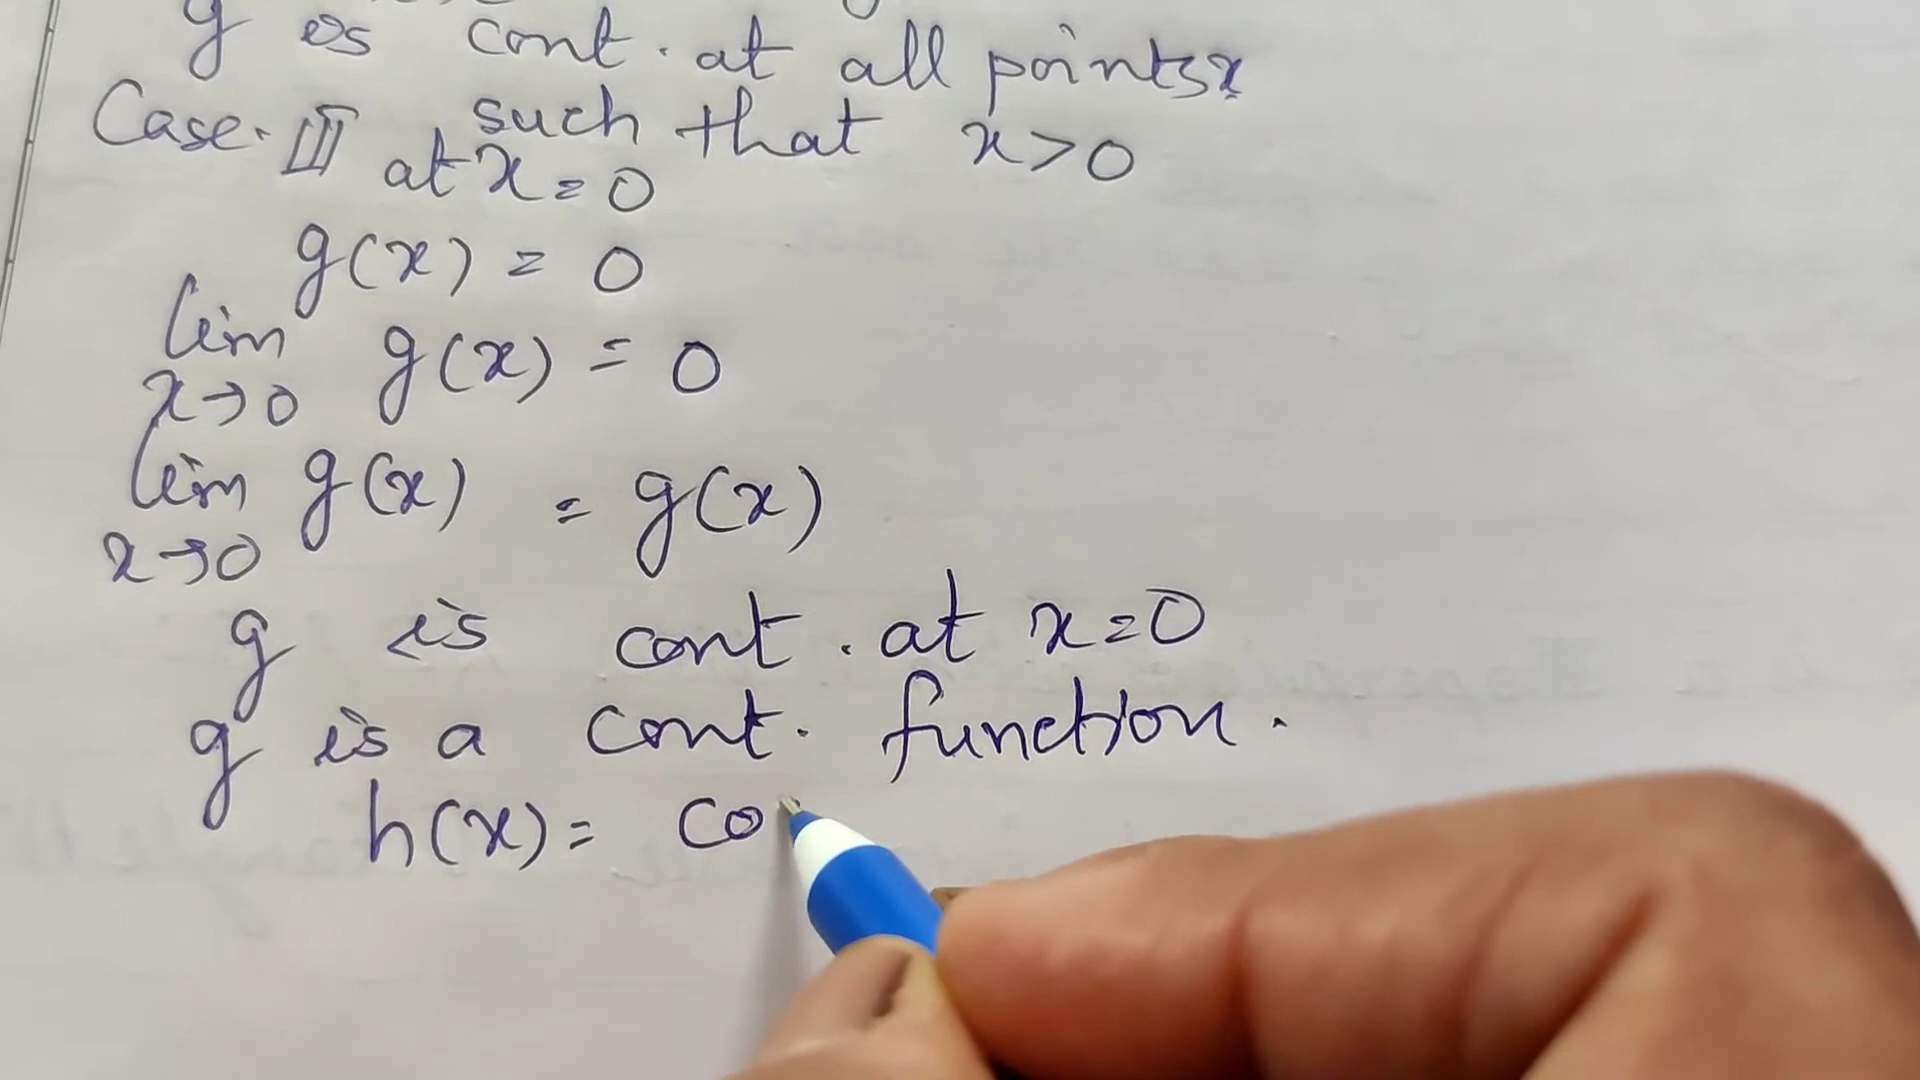 g is cont. at all points x
such that x>0
Case. III at x=0
g(x) = 0
lim x→0 g(x) = 0
lim x→0 g(x) = g(x)
g is cont. at x=0
g is a cont. function.
h(x)= co